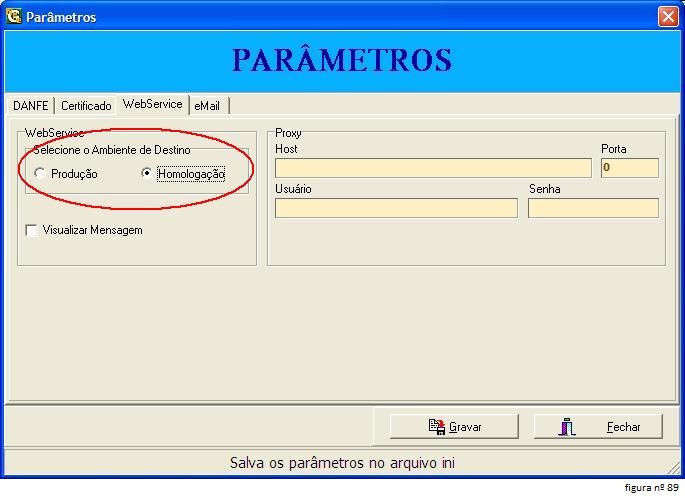 Parâmetros
PARÂMETROS
DANFE Certificado WebService eMail
WebService
Selecione o Ambiente de Destino
Produção Homologação
Visualizar Mensagem
Proxy
Host Porta
0
Usuário Senha
Gravar Fechar
Salva os parâmetros no arquivo ini
figura nº 89